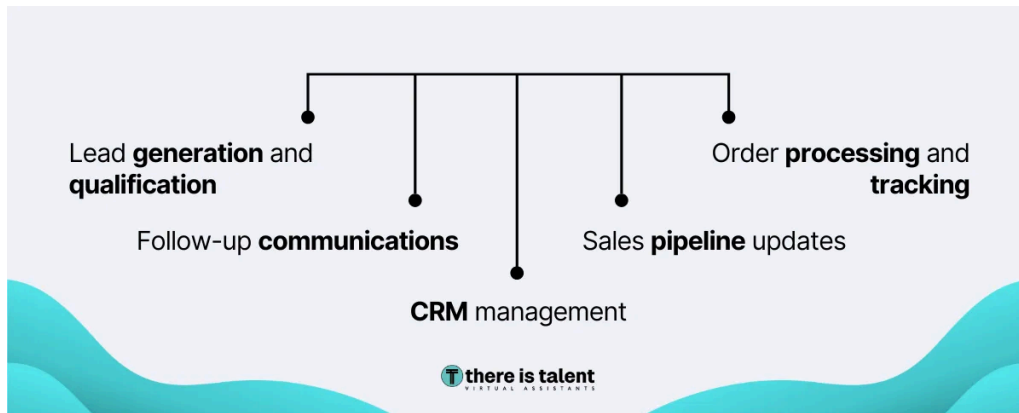 Lead generation and
qualification
Follow-up communications
CRM management
Sales pipeline updates
Order processing and
tracking
T there is talent
VIRTUAL ASSISTANTS